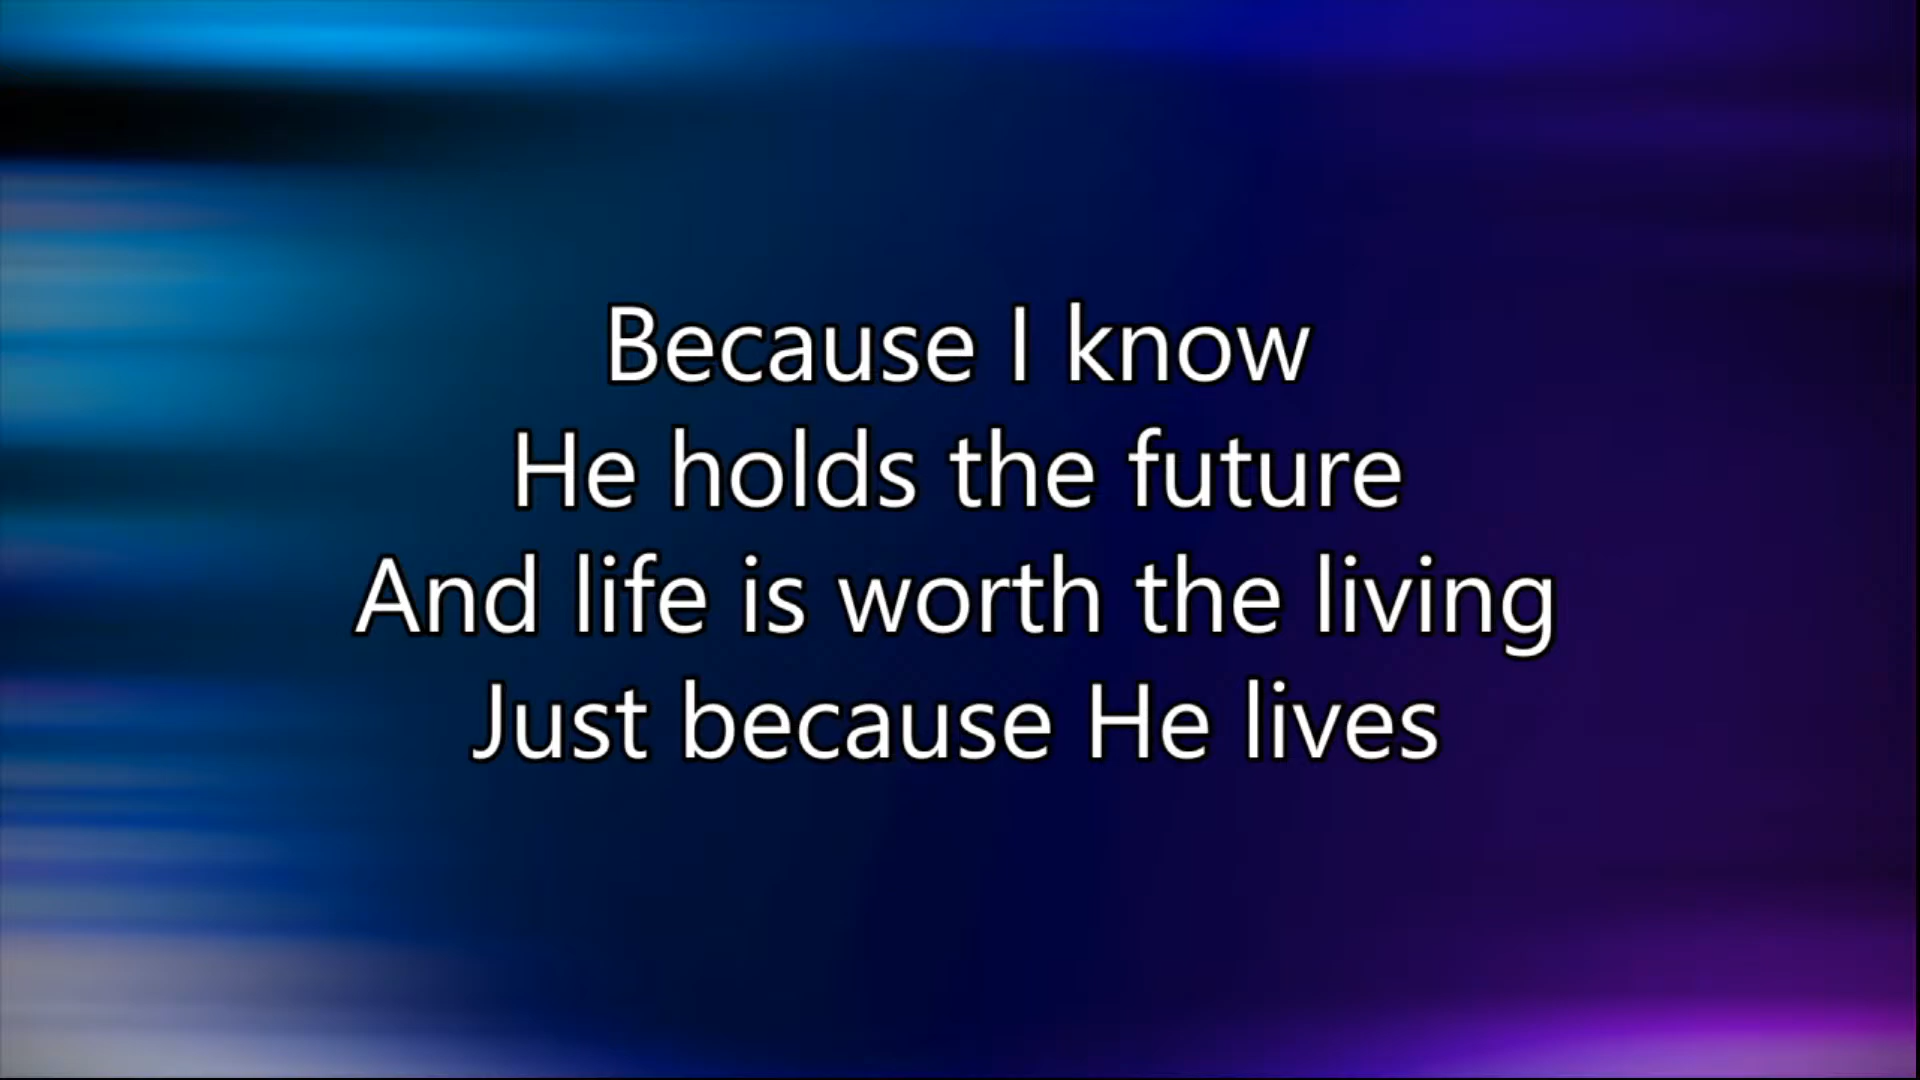 Because I know
He holds the future
And life is worth the living
Just because He lives